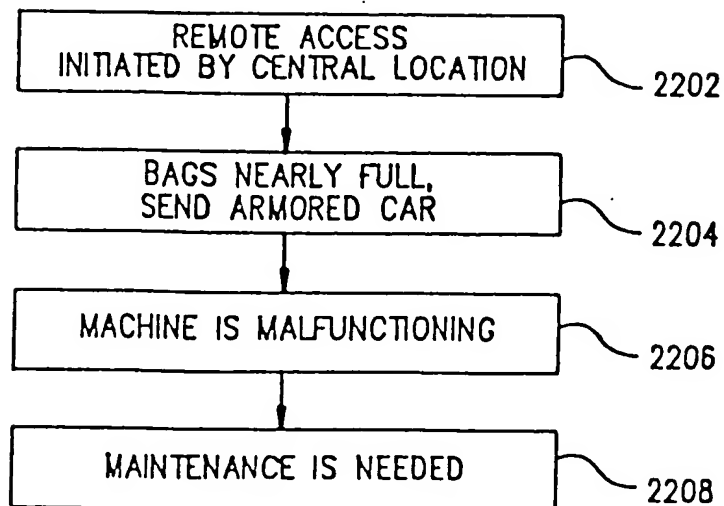 REMOTE ACCESS
INITIATED BY CENTRAL LOCATION
2202
BAGS NEARLY FULL,
SEND ARMORED CAR
2204
MACHINE IS MALFUNCTIONING
2206
MAINTENANCE IS NEEDED
2208